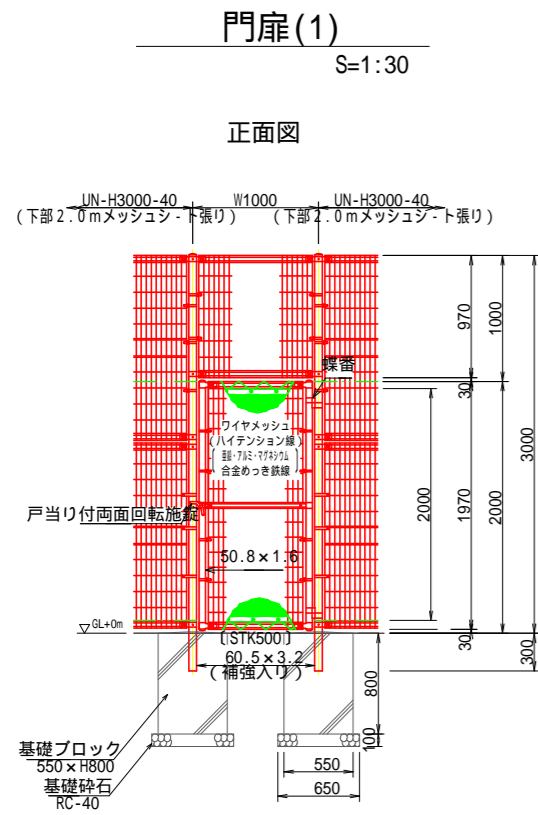 門扉(1)
S=1:30
正面図
UN-H3000-40
W1000
UN-H3000-40
(下部2.0mメッシュシ-ト張り)
(下部2.0mメッシュシ-ト張り)
970
1000
蝶番
30
3000
ワイヤメッシュ
(ハイテンション線)
亜鉛・アルミ・マグネシウム
合金めっき鉄線
2000
1970
2000
戸当り付両面回転施錠
50.8×1.6
GL+0m
(STK500)
30
300
60.5×3.2
(補強入り)
800
基礎ブロック
550×H800
100
基礎砕石
RC-40
550
650